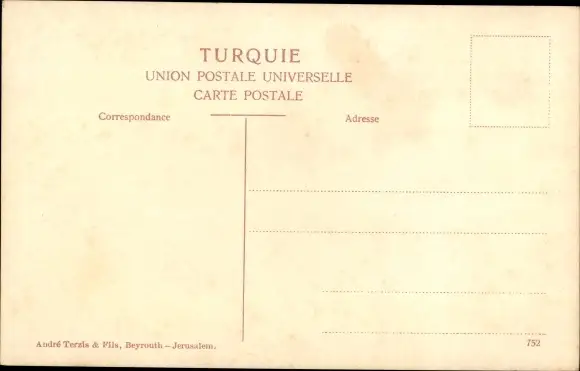 TURQUIE
UNION POSTALE UNIVERSELLE
CARTE POSTALE
Correspondance
Adresse
André Terzis & Fils, Beyrouth – Jerusalem.
752